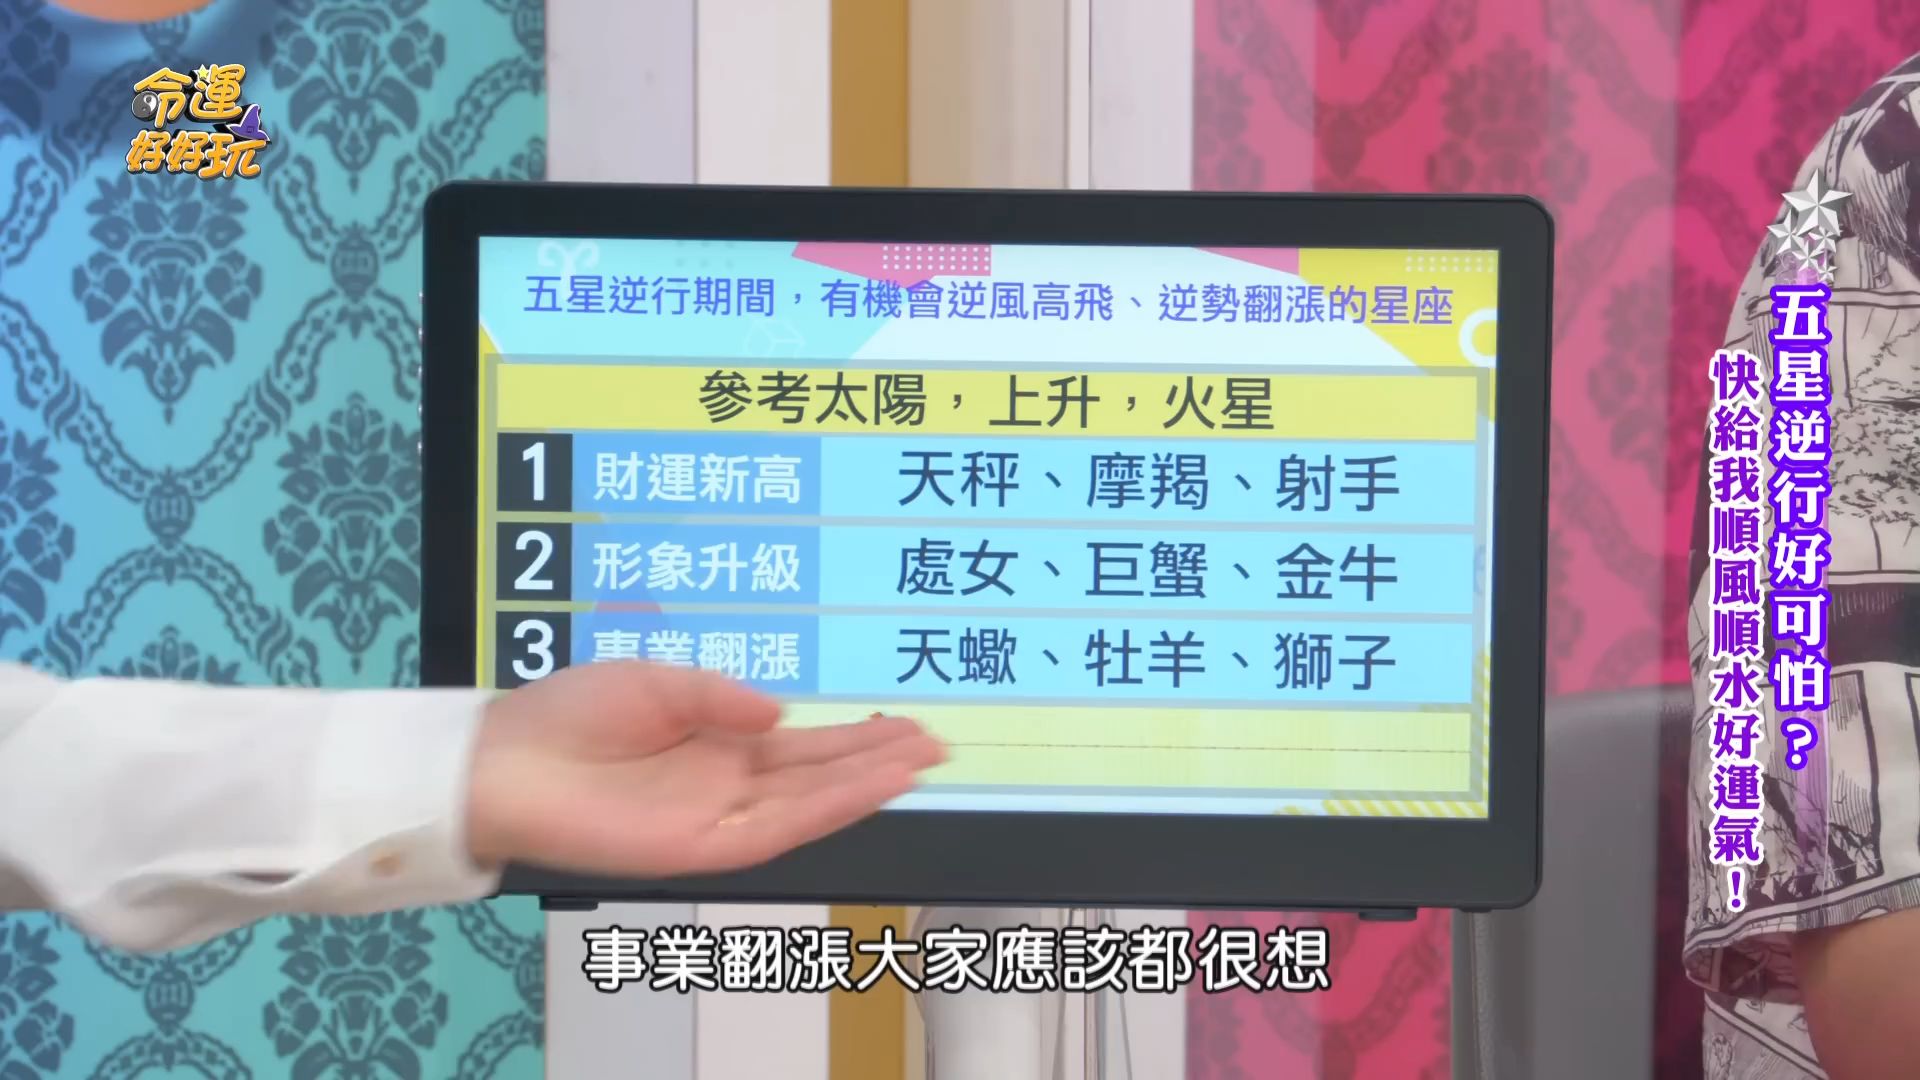 命運
好好玩
五星逆行期間，有機會逆風高飛、逆勢翻漲的星座
參考太陽，上升，火星
1 財運新高 天秤、摩羯、射手
2 形象升級 處女、巨蟹、金牛
3 事業翻漲 天蠍、牡羊、獅子
五星逆行好可怕？
快給我順風順水好運氣！
事業翻漲大家應該都很想